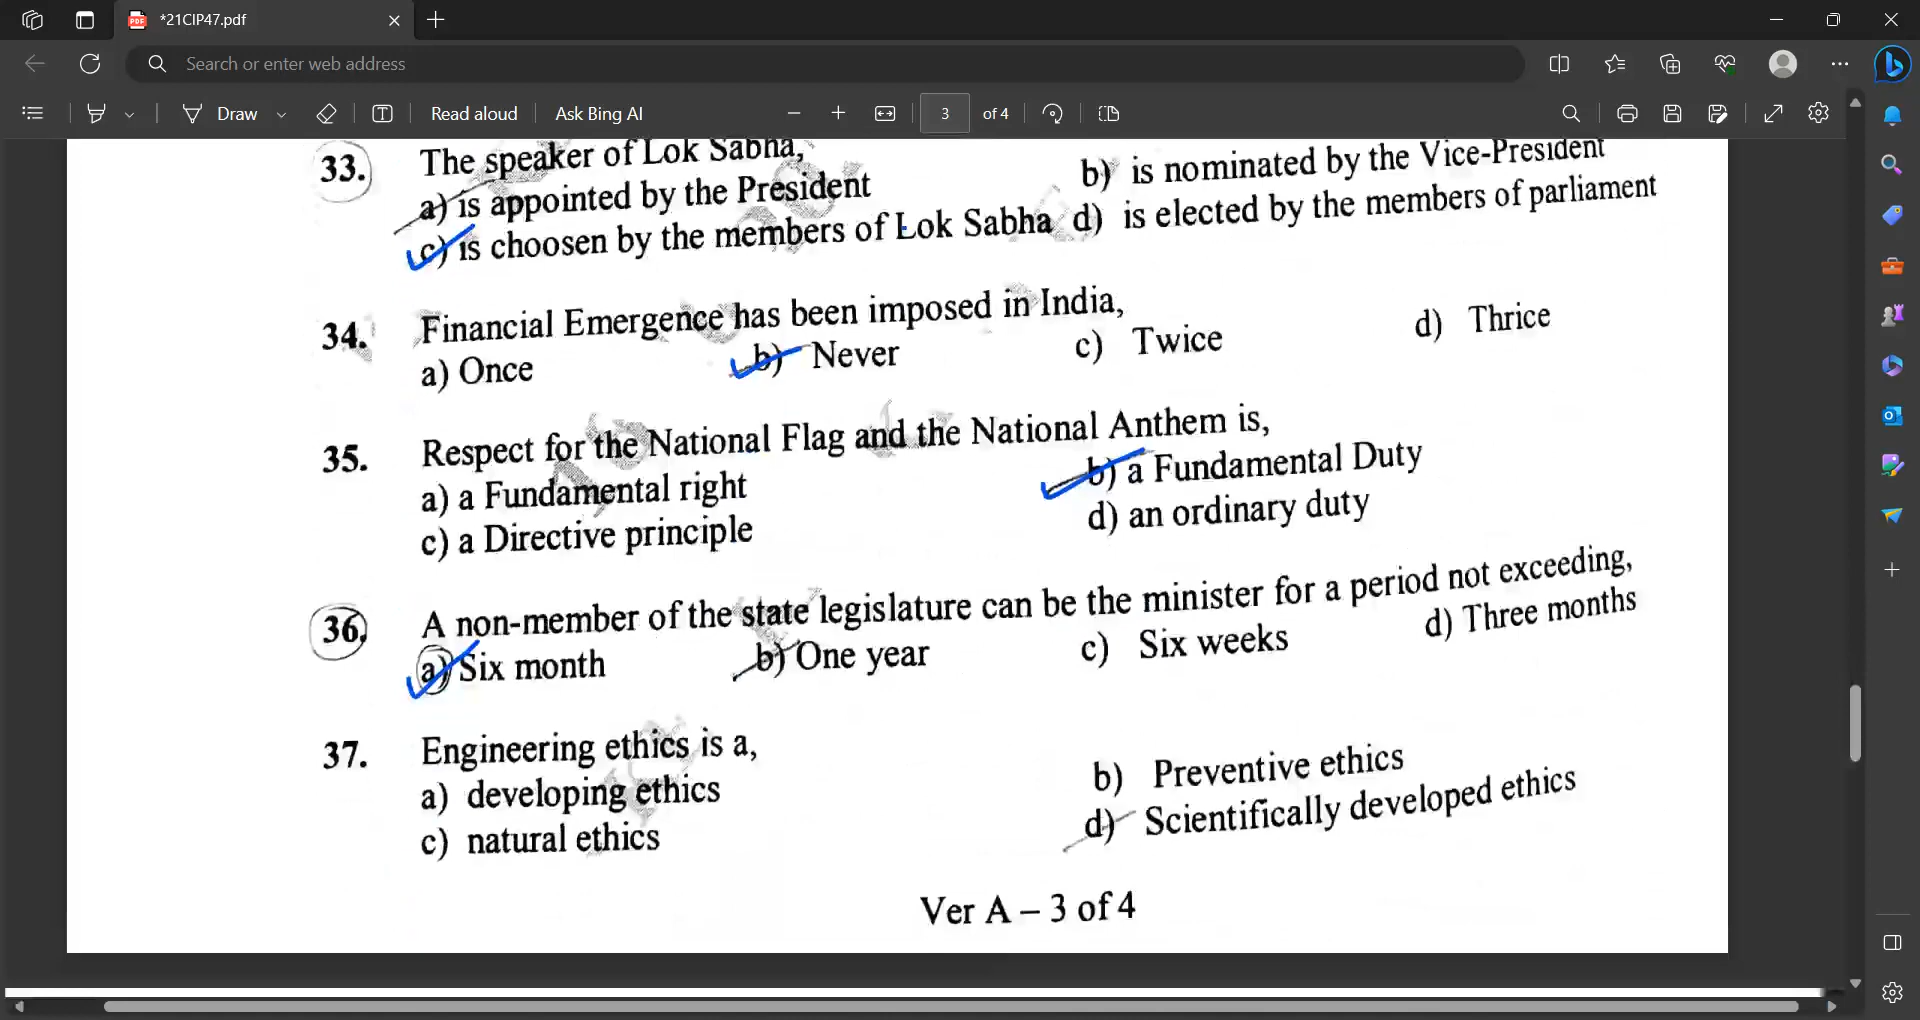 *21CIP47.pdf
Search or enter web address
Draw
Read aloud
Ask Bing AI
3 of 4
33. The speaker of Lok Sabha,
a) is appointed by the President b) is nominated by the Vice-President
c) is choosen by the members of Lok Sabha d) is elected by the members of parliament
34. Financial Emergence has been imposed in India,
a) Once b) Never c) Twice d) Thrice
35. Respect for the National Flag and the National Anthem is,
a) a Fundamental right b) a Fundamental Duty
c) a Directive principle d) an ordinary duty
36. A non-member of the state legislature can be the minister for a period not exceeding,
a) Six month b) One year c) Six weeks d) Three months
37. Engineering ethics is a,
a) developing ethics b) Preventive ethics
c) natural ethics d) Scientifically developed ethics
Ver A – 3 of 4